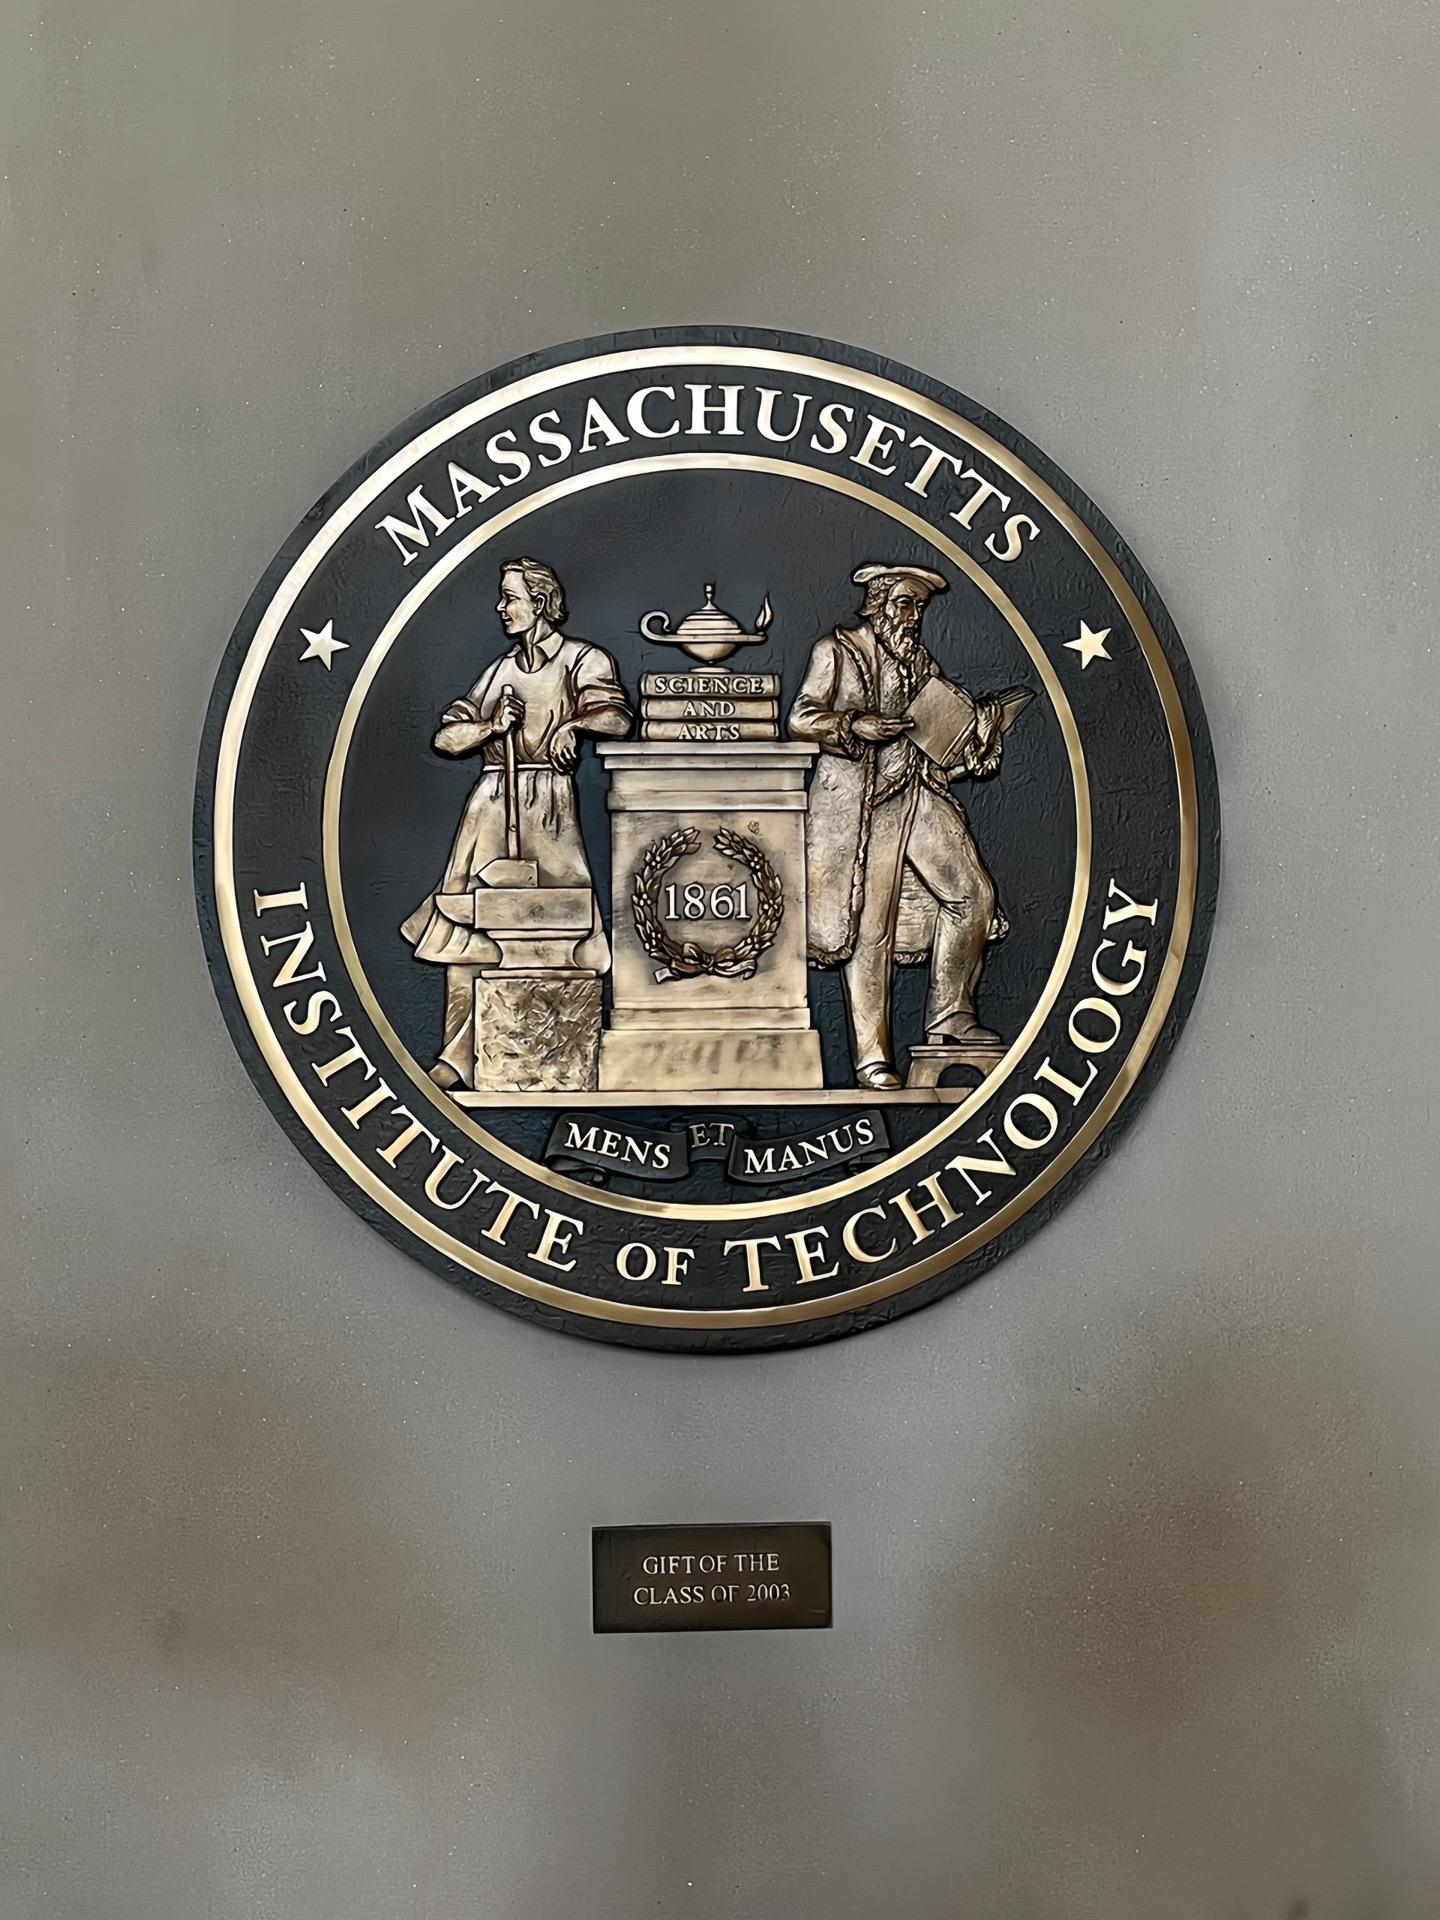 MASSACHUSETTS
SCIENCE
AND
ARTS
1861
MENS ET MANUS
INSTITUTE OF TECHNOLOGY
GIFT OF THE
CLASS OF 2003